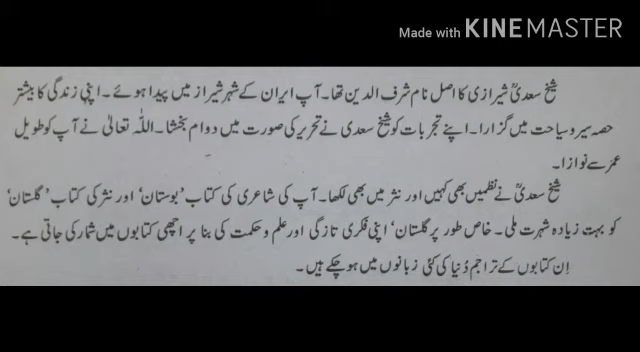 Made with KINEMASTER
شیخ سعدیؒ شیرازی کا اصل نام شرف الدین تھا۔ آپ ایران کے شہر شیراز میں پیدا ہوئے۔ اپنی زندگی کا بیشتر
حصہ سیر و سیاحت میں گزارا۔ اپنے تجربات کو شیخ سعدی نے تحریر کی صورت میں دوام بخشا۔ اللہ تعالیٰ نے آپ کو طویل
عمر سے نوازا۔
شیخ سعدیؒ نے نظمیں بھی کہیں اور نثر میں بھی لکھا۔ آپ کی شاعری کی کتاب ’بوستان‘ اور نثر کی کتاب ’گلستان‘
کو بہت زیادہ شہرت ملی۔ خاص طور پر گلستان‘ اپنی فکری تازگی اور علم و حکمت کی بنا پر اچھی کتابوں میں شمار کی جاتی ہے۔
اِن کتابوں کے تراجم دُنیا کی کئی زبانوں میں ہو چکے ہیں۔